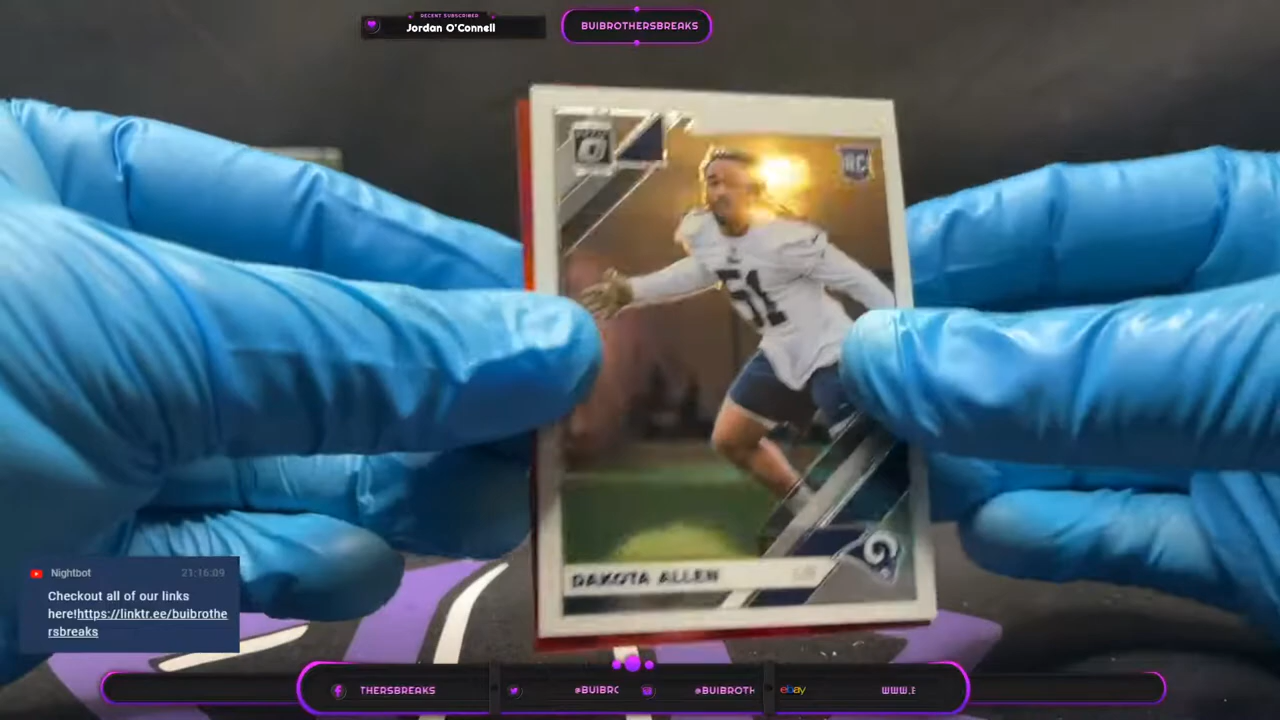 RECENT SUBSCRIBER
Jordan O'Connell
BUIBROTHERSBREAKS
RC
51
DAKOTA ALLEN
Nightbot
21:16:09
Checkout all of our links
here!https://linktr.ee/buibrothe
rsbreaks
THERSBREAKS
@BUIBRC
@BUIBROTH
ebay
WWW.E